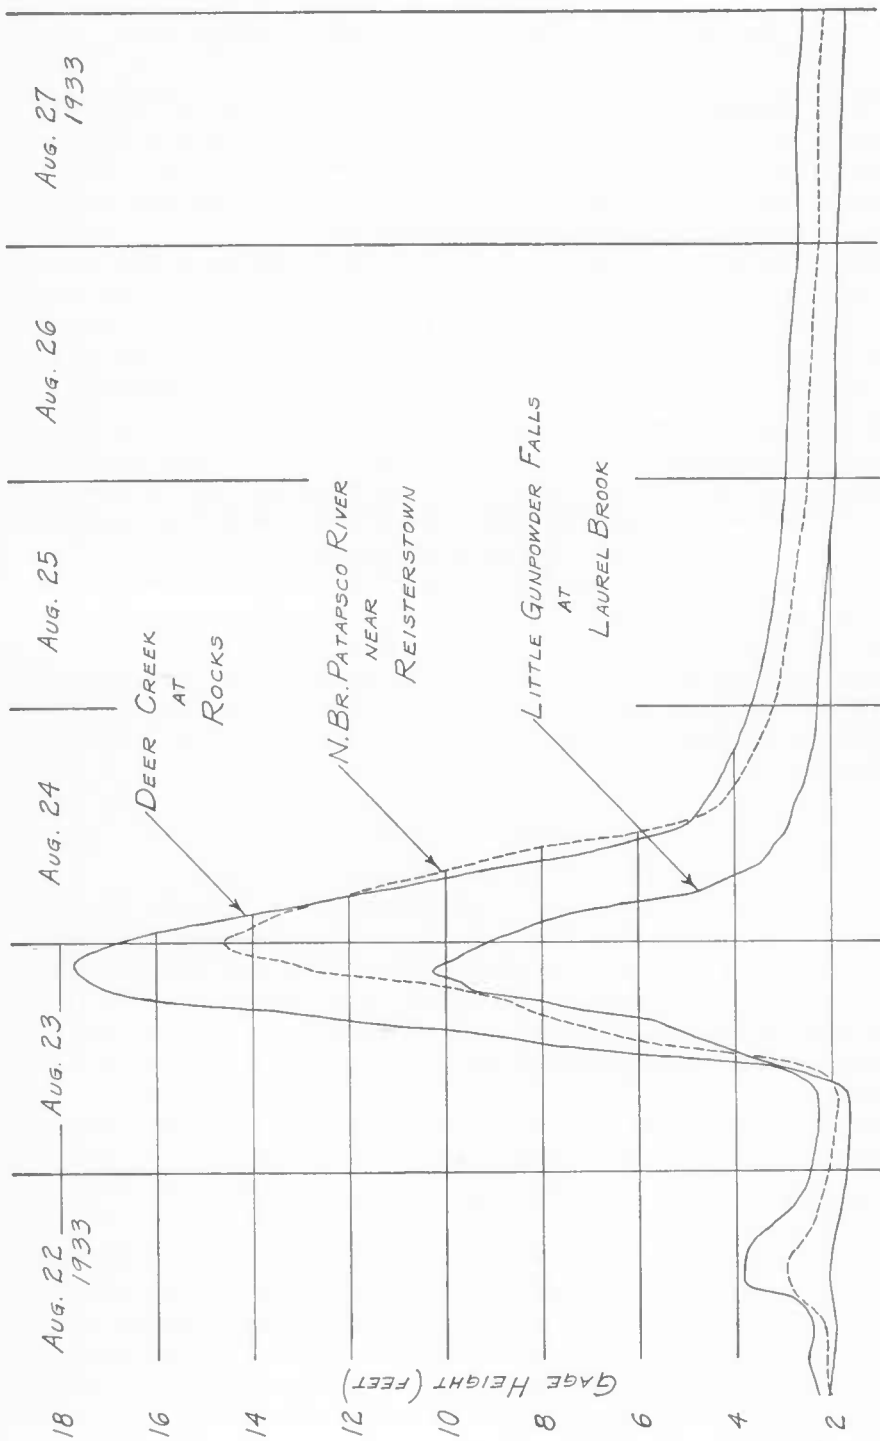 AUG. 22
1933
AUG. 23
AUG. 24
AUG. 25
AUG. 26
AUG. 27
1933
DEER CREEK
AT
ROCKS
N. BR. PATAPSCO RIVER
NEAR
REISTERSTOWN
LITTLE GUNPOWDER FALLS
AT
LAUREL BROOK
GAGE HEIGHT (FEET)
18
16
14
12
10
8
6
4
2